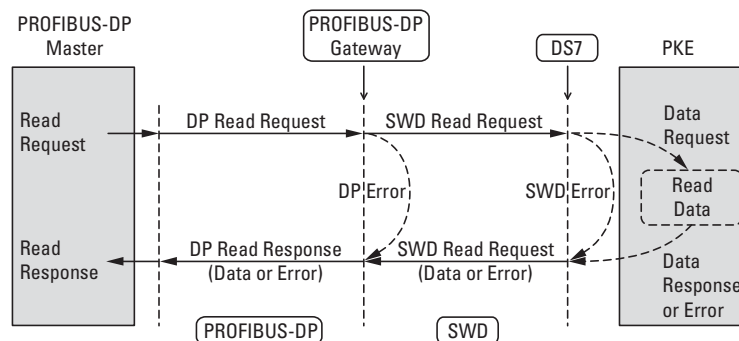 PROFIBUS-DP
Master
PROFIBUS-DP
Gateway
DS7
PKE
Read
Request
DP Read Request
SWD Read Request
Data
Request
DP Error
SWD Error
Read
Data
Read
Response
DP Read Response
(Data or Error)
SWD Read Request
(Data or Error)
Data
Response
or Error
PROFIBUS-DP
SWD